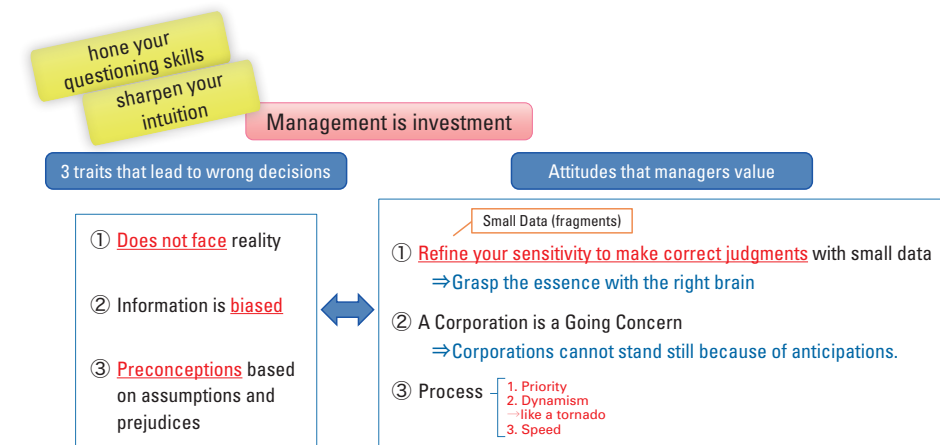 hone your
questioning skills
sharpen your
intuition
Management is investment
3 traits that lead to wrong decisions
① Does not face reality
② Information is biased
③ Preconceptions based
on assumptions and
prejudices
Attitudes that managers value
Small Data (fragments)
① Refine your sensitivity to make correct judgments with small data
⇒Grasp the essence with the right brain
② A Corporation is a Going Concern
⇒Corporations cannot stand still because of anticipations.
③ Process
1. Priority
2. Dynamism
→like a tornado
3. Speed